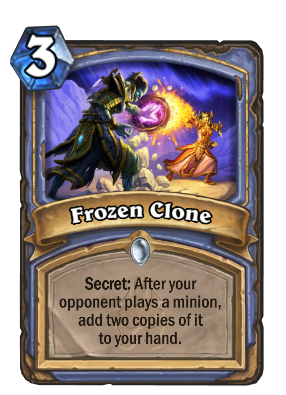 3
Frozen Clone
Secret: After your
opponent plays a minion,
add two copies of it
to your hand.